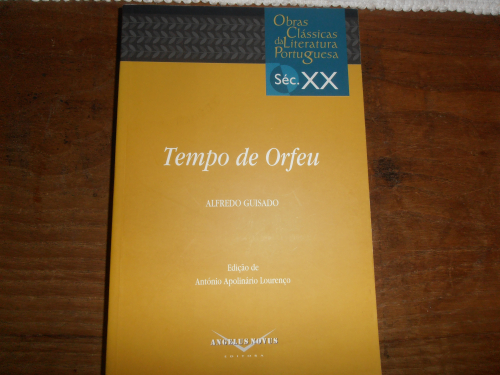 Obras
Clássicas
da Literatura
Portuguesa
Séc. XX
Tempo de Orfeu
ALFREDO GUISADO
Edição de
António Apolinário Lourenço
ANGELUS NOVUS
EDITORA